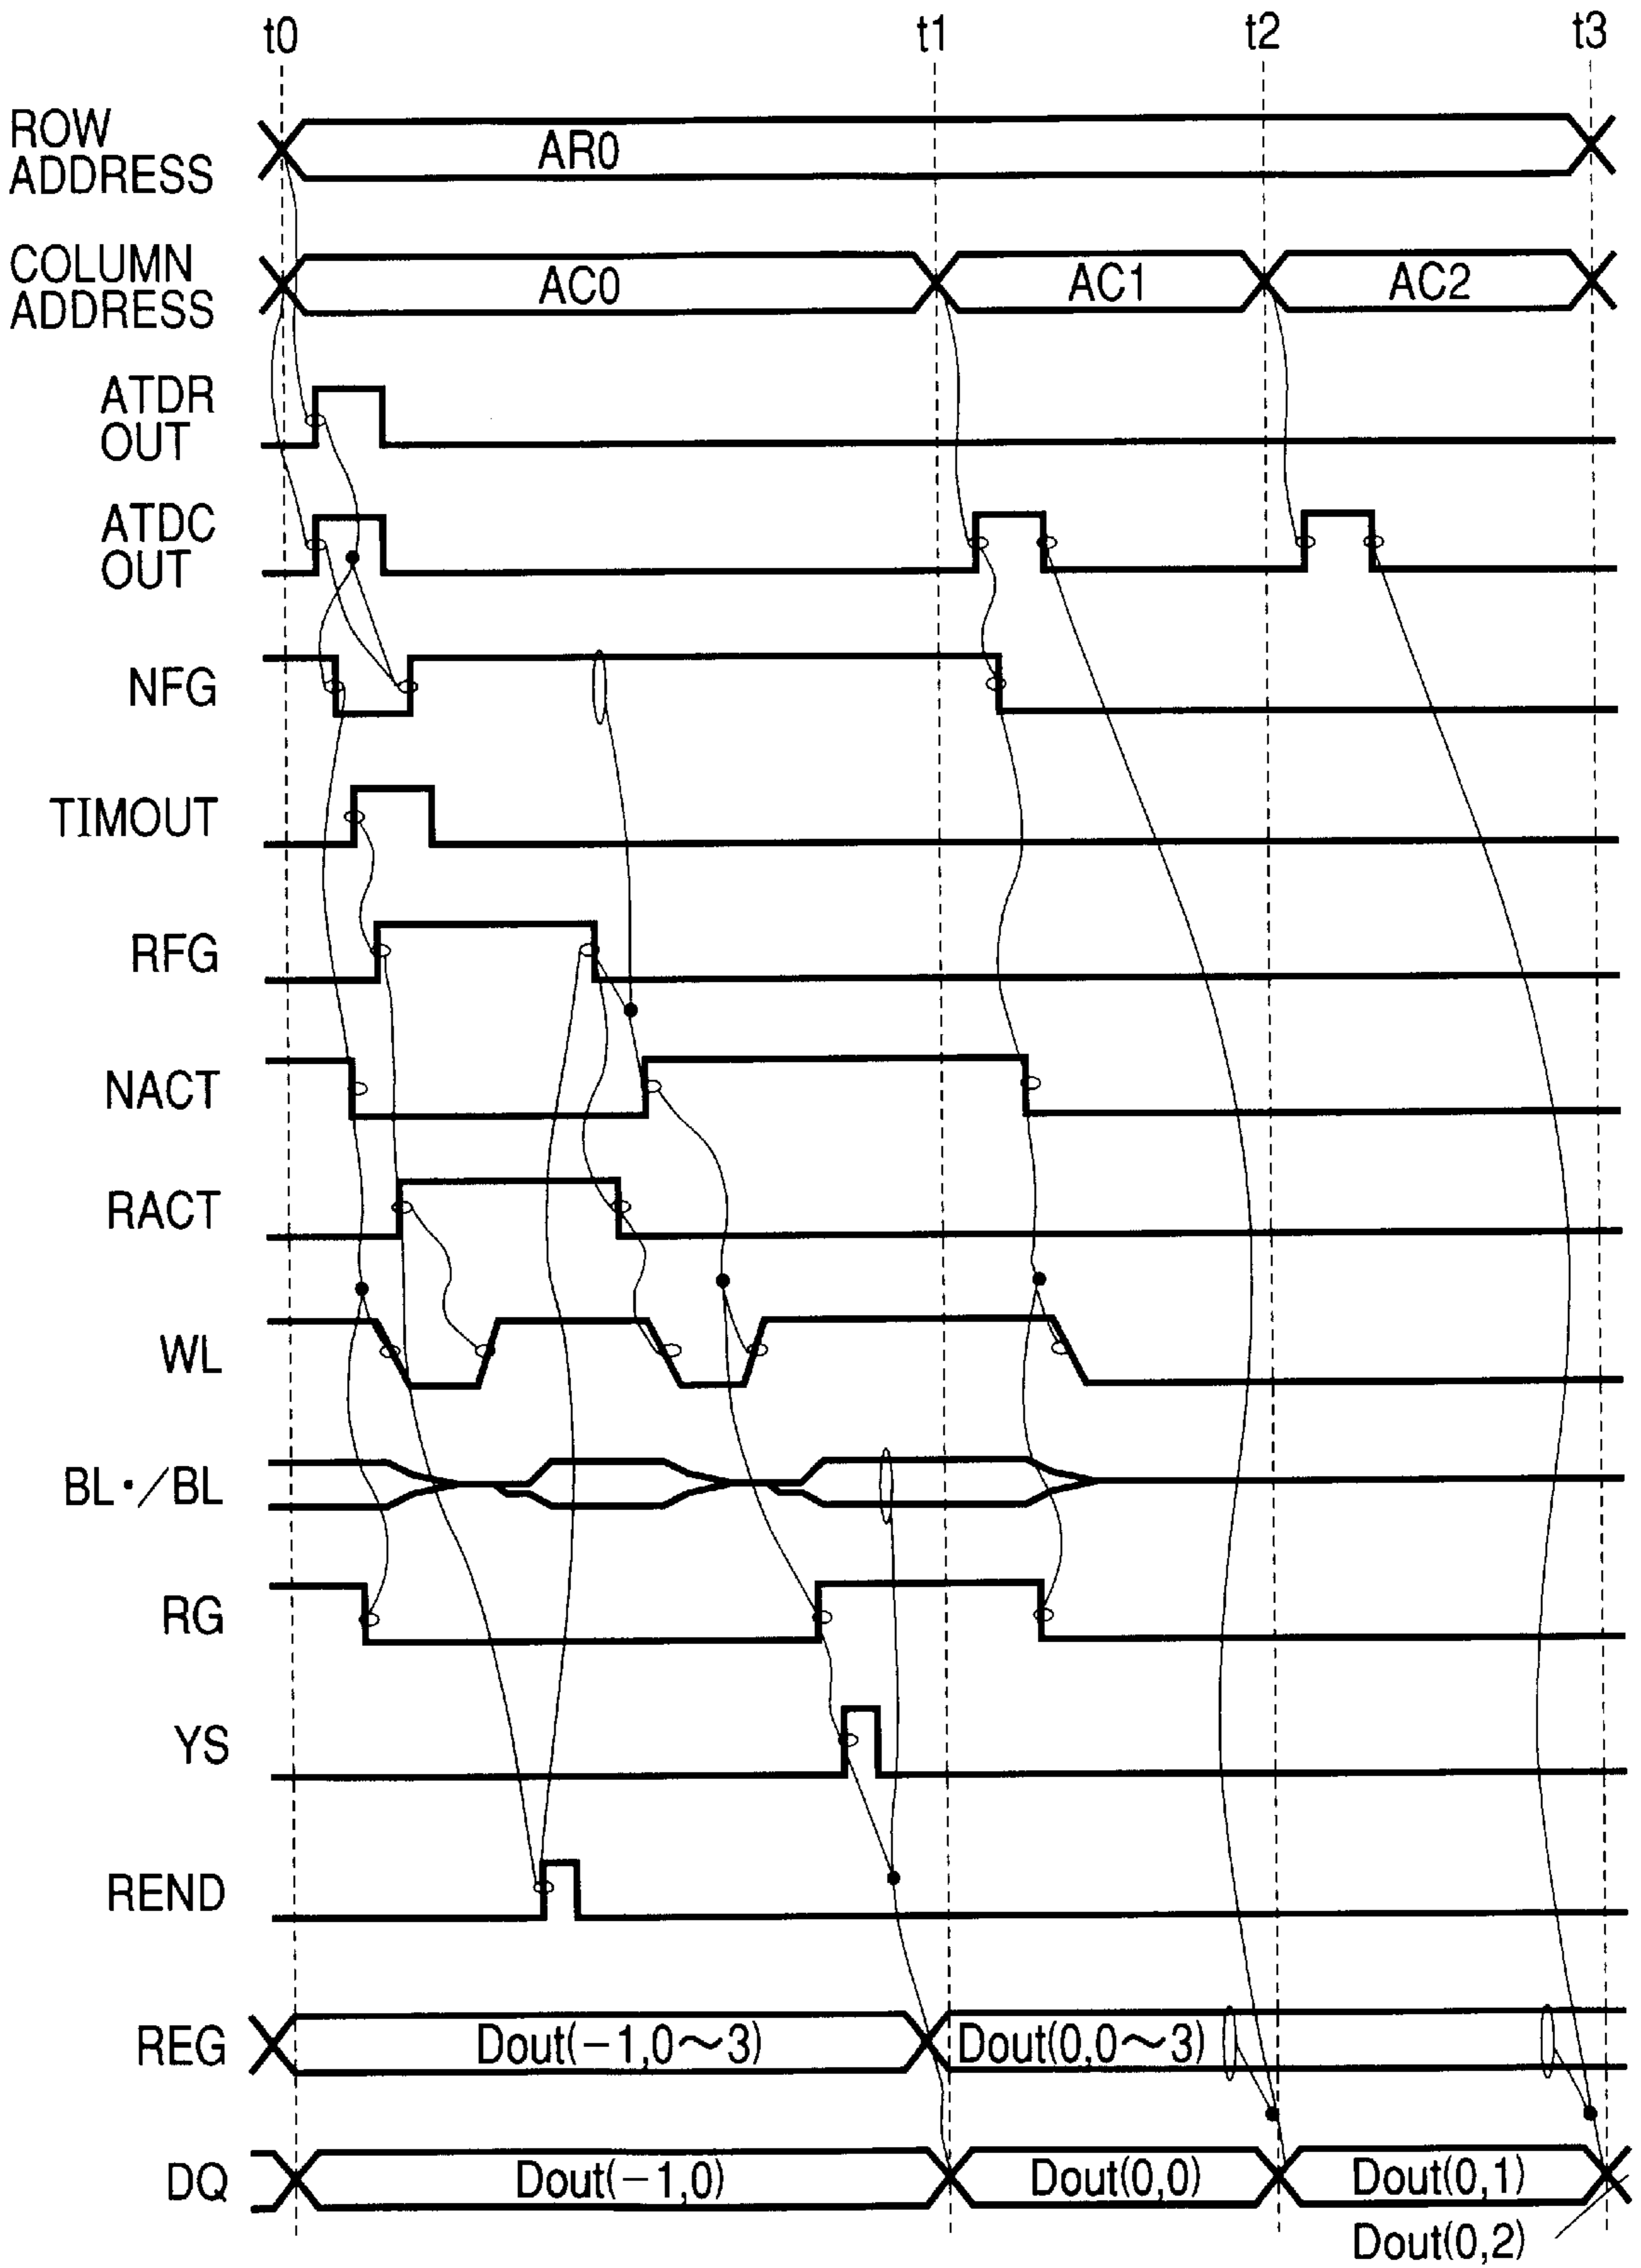 t0 t1 t2 t3
ROW
ADDRESS
AR0
COLUMN
ADDRESS
AC0 AC1 AC2
ATDR
OUT
ATDC
OUT
NFG
TIMOUT
RFG
NACT
RACT
WL
BL・/BL
RG
YS
REND
REG Dout(−1,0〜3) Dout(0,0〜3)
DQ Dout(−1,0) Dout(0,0) Dout(0,1)
Dout(0,2)